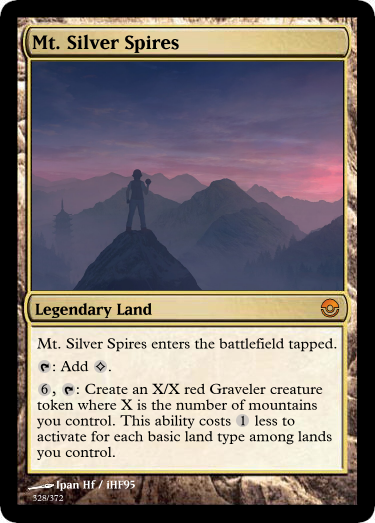 Mt. Silver Spires
Legendary Land
Mt. Silver Spires enters the battlefield tapped.
: Add .
6, : Create an X/X red Graveler creature
token where X is the number of mountains
you control. This ability costs 1 less to
activate for each basic land type among lands
you control.
Ipan Hf / iHF95
328/372